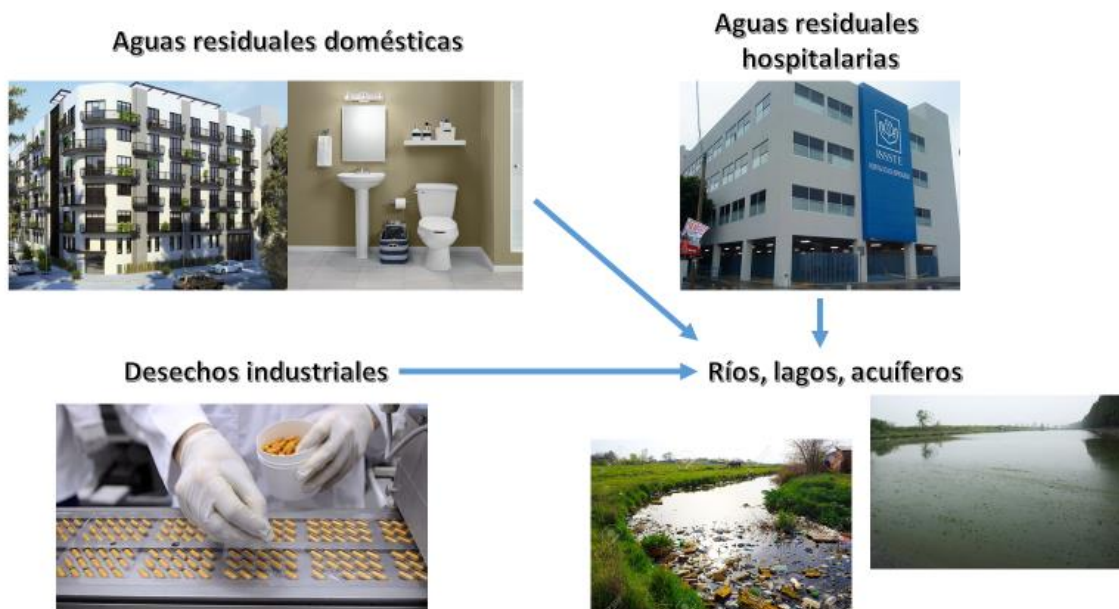 Aguas residuales domésticas
Aguas residuales
hospitalarias
ISSSTE
Desechos industriales
Ríos, lagos, acuíferos